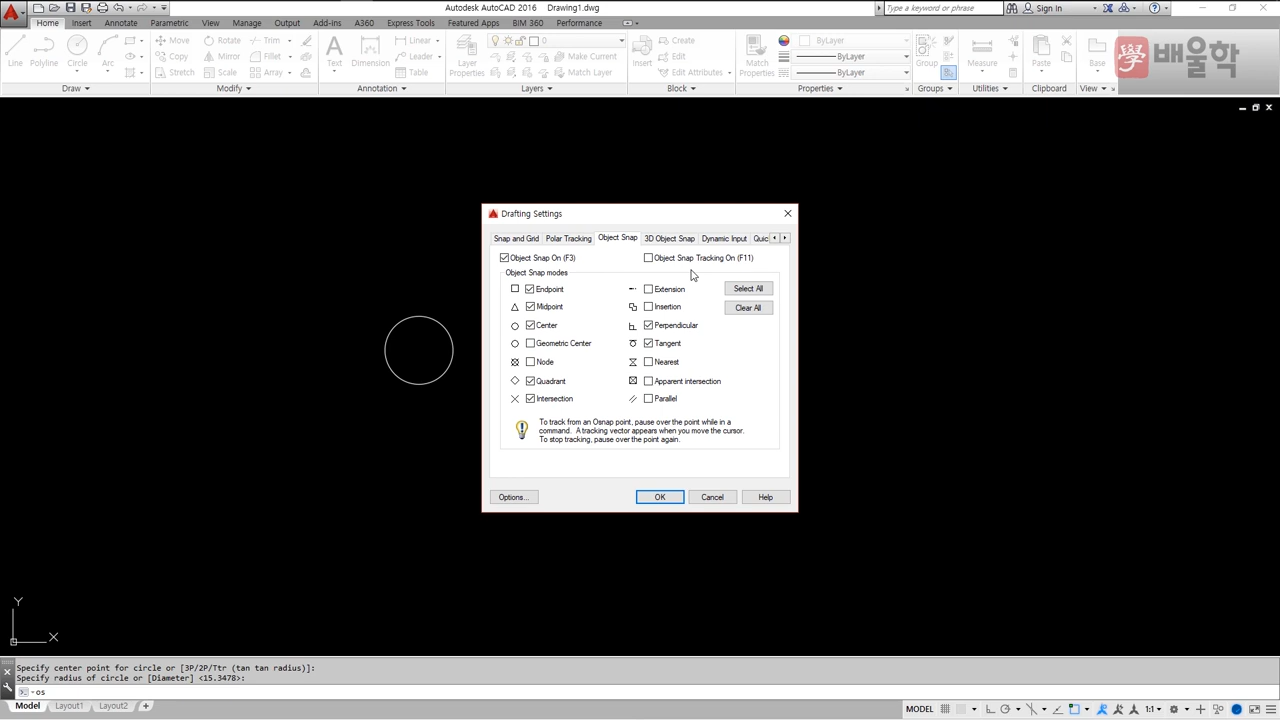 Autodesk AutoCAD 2016 Drawing1.dwg
Type a keyword or phrase
Sign In
Home Insert Annotate Parametric View Manage Output Add-ins A360 Express Tools Featured Apps BIM 360 Performance
Line Polyline Circle Arc
Move Rotate Trim
Copy Mirror Fillet
Stretch Scale Array
Text Dimension
Linear
Leader
Table
Layer Properties
0
Make Current
Match Layer
Insert
Create
Edit
Edit Attributes
Match Properties
ByLayer
ByLayer
ByLayer
Group
Measure
Paste
Base
學 배울학
Draw Modify Annotation Layers Block Properties Groups Utilities Clipboard View
Drafting Settings
Snap and Grid Polar Tracking Object Snap 3D Object Snap Dynamic Input Quic
Object Snap On (F3) Object Snap Tracking On (F11)
Object Snap modes
Endpoint Extension Select All
Midpoint Insertion Clear All
Center Perpendicular
Geometric Center Tangent
Node Nearest
Quadrant Apparent intersection
Intersection Parallel
To track from an Osnap point, pause over the point while in a
command. A tracking vector appears when you move the cursor.
To stop tracking, pause over the point again.
Options... OK Cancel Help
Y
X
Specify center point for circle or [3P/2P/Ttr (tan tan radius)]:
Specify radius of circle or [Diameter] <15.3478>:
os
Model Layout1 Layout2 +
MODEL 1:1